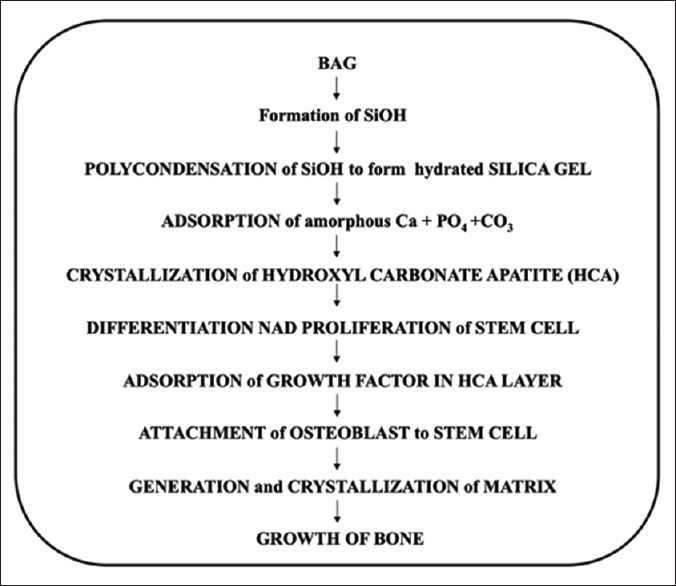 BAG
Formation of SiOH
POLYCONDENSATION of SiOH to form hydrated SILICA GEL
ADSORPTION of amorphous Ca + PO₄ +CO₃
CRYSTALLIZATION of HYDROXYL CARBONATE APATITE (HCA)
DIFFERENTIATION NAD PROLIFERATION of STEM CELL
ADSORPTION of GROWTH FACTOR IN HCA LAYER
ATTACHMENT of OSTEOBLAST to STEM CELL
GENERATION and CRYSTALLIZATION of MATRIX
GROWTH OF BONE